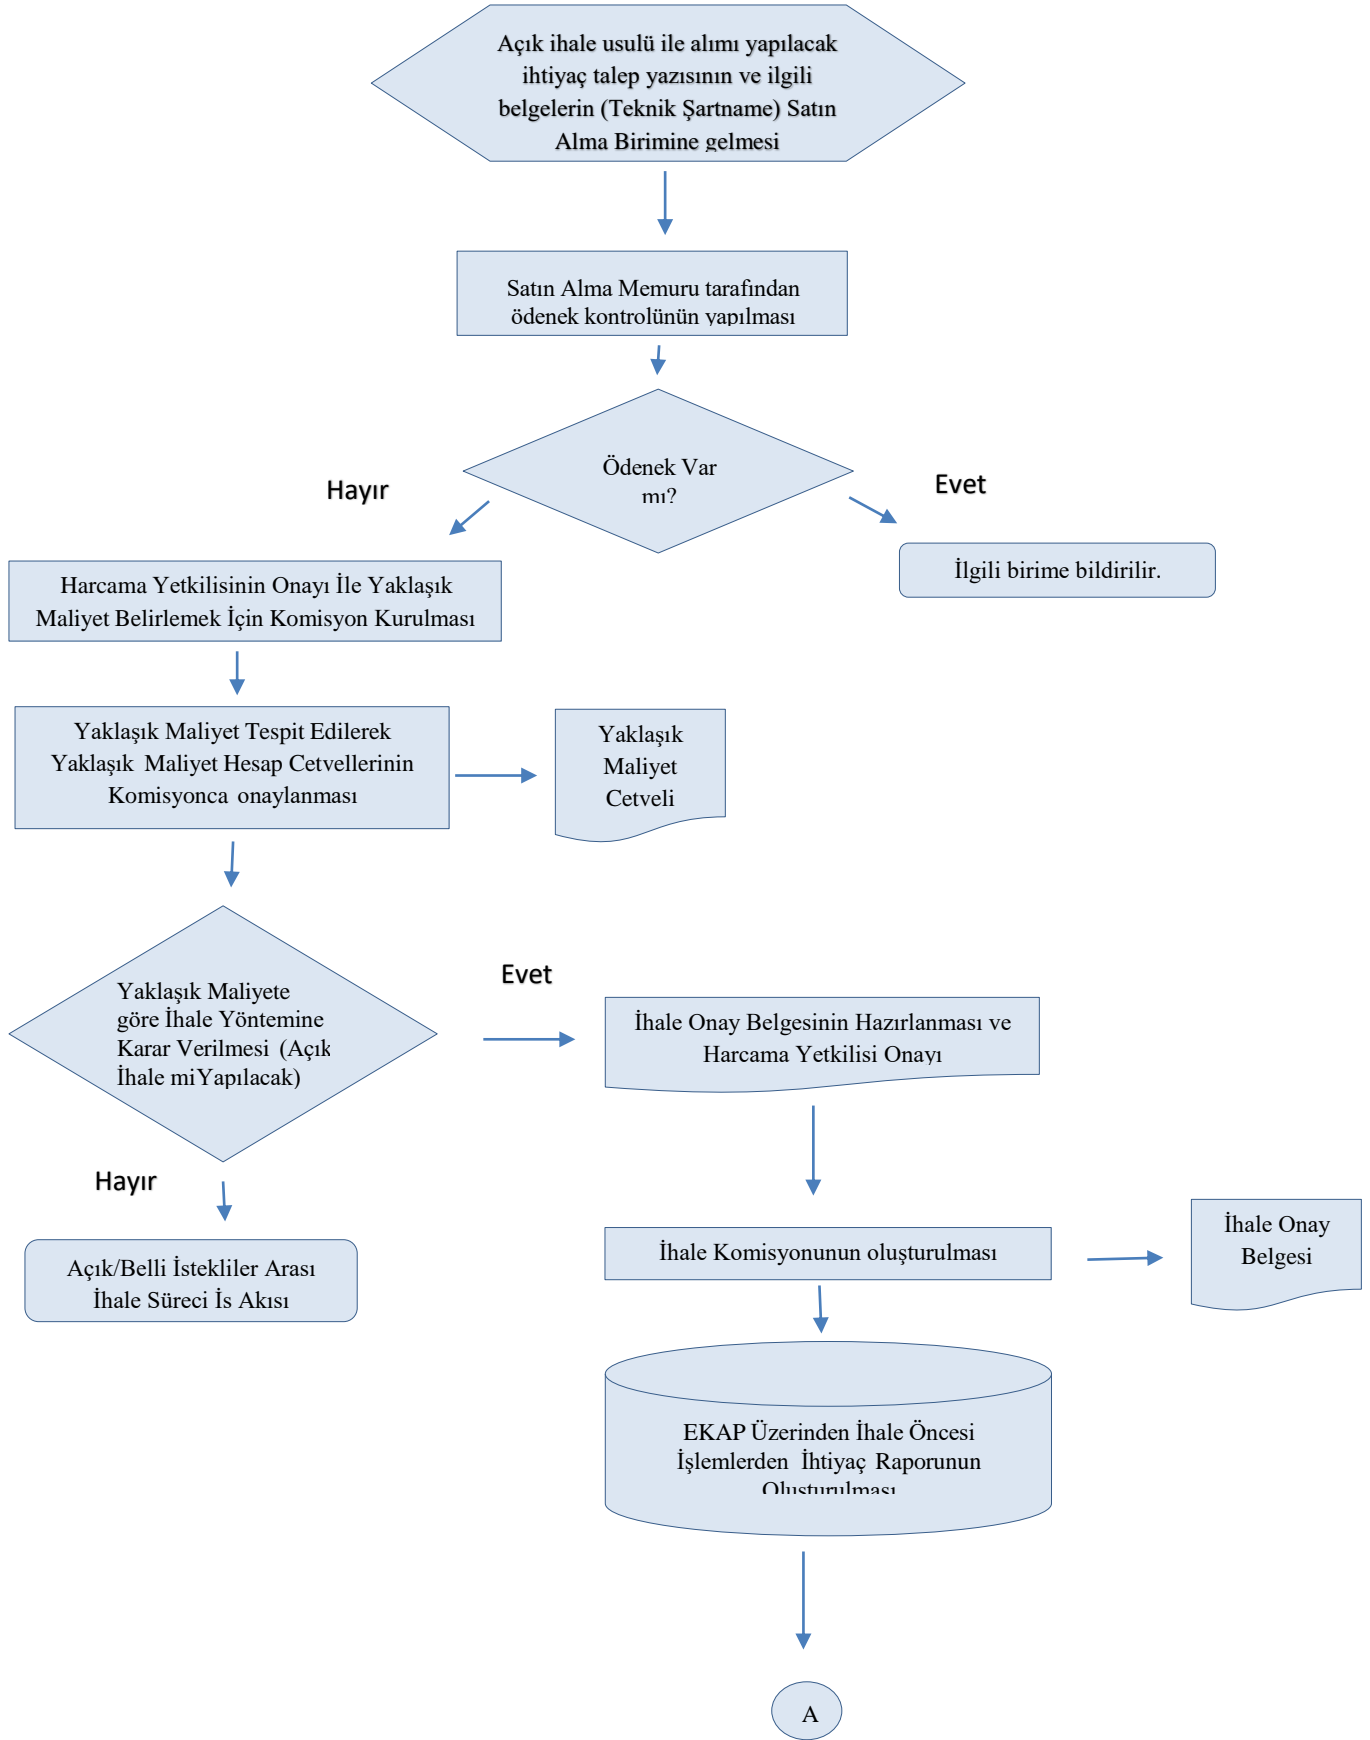 Açık ihale usulü ile alımı yapılacak
ihtiyaç talep yazısının ve ilgili
belgelerin (Teknik Şartname) Satın
Alma Birimine gelmesi
Satın Alma Memuru tarafından
ödenek kontrolünün yapılması
Ödenek Var
mı?
Hayır
Evet
İlgili birime bildirilir.
Harcama Yetkilisinin Onayı İle Yaklaşık
Maliyet Belirlemek İçin Komisyon Kurulması
Yaklaşık Maliyet Tespit Edilerek
Yaklaşık Maliyet Hesap Cetvellerinin
Komisyonca onaylanması
Yaklaşık
Maliyet
Cetveli
Yaklaşık Maliyete
göre İhale Yöntemine
Karar Verilmesi (Açık
İhale miYapılacak)
Evet
İhale Onay Belgesinin Hazırlanması ve
Harcama Yetkilisi Onayı
Hayır
Açık/Belli İstekliler Arası
İhale Süreci İs Akısı
İhale Komisyonunun oluşturulması
İhale Onay
Belgesi
EKAP Üzerinden İhale Öncesi
İşlemlerden İhtiyaç Raporunun
Olusturulması
A